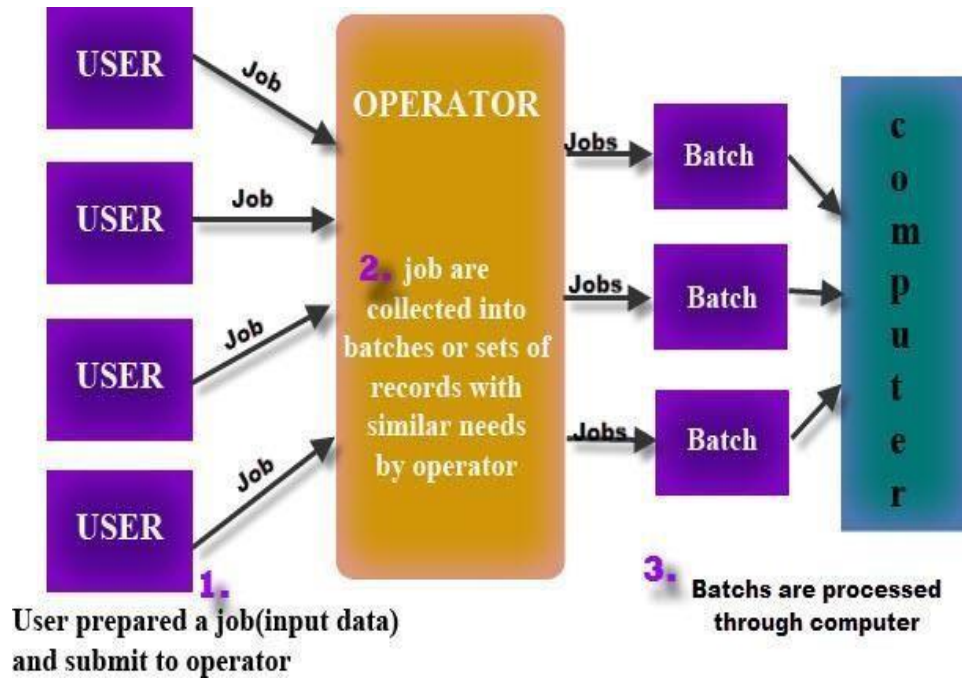 USER
Job
USER
Job
USER
Job
USER
Job
1.
User prepared a job(input data)
and submit to operator
OPERATOR
2. job are
collected into
batches or sets of
records with
similar needs
by operator
Jobs
Batch
Jobs
Batch
Jobs
Batch
computer
3. Batchs are processed
through computer